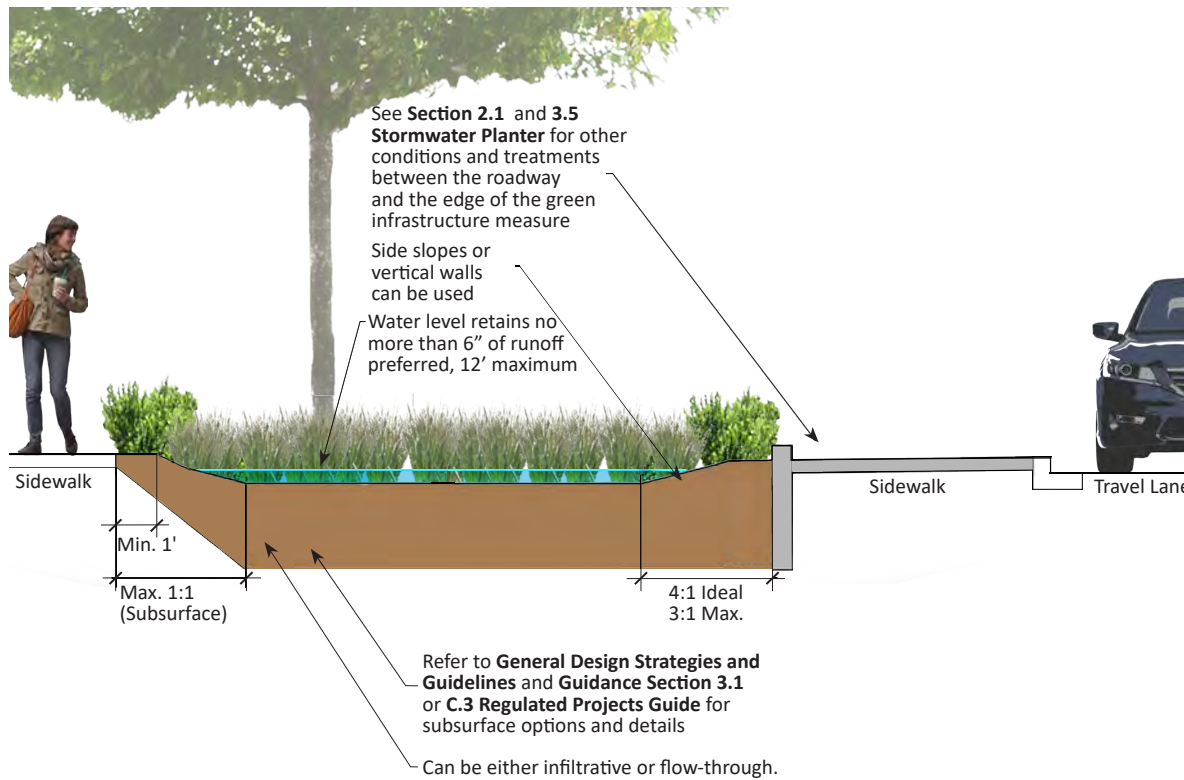 See Section 2.1 and 3.5
Stormwater Planter for other
conditions and treatments
between the roadway
and the edge of the green
infrastructure measure
Side slopes or
vertical walls
can be used
Water level retains no
more than 6” of runoff
preferred, 12’ maximum
Sidewalk
Sidewalk
Travel Lane
Min. 1'
Max. 1:1
(Subsurface)
4:1 Ideal
3:1 Max.
Refer to General Design Strategies and
Guidelines and Guidance Section 3.1
or C.3 Regulated Projects Guide for
subsurface options and details
Can be either infiltrative or flow-through.